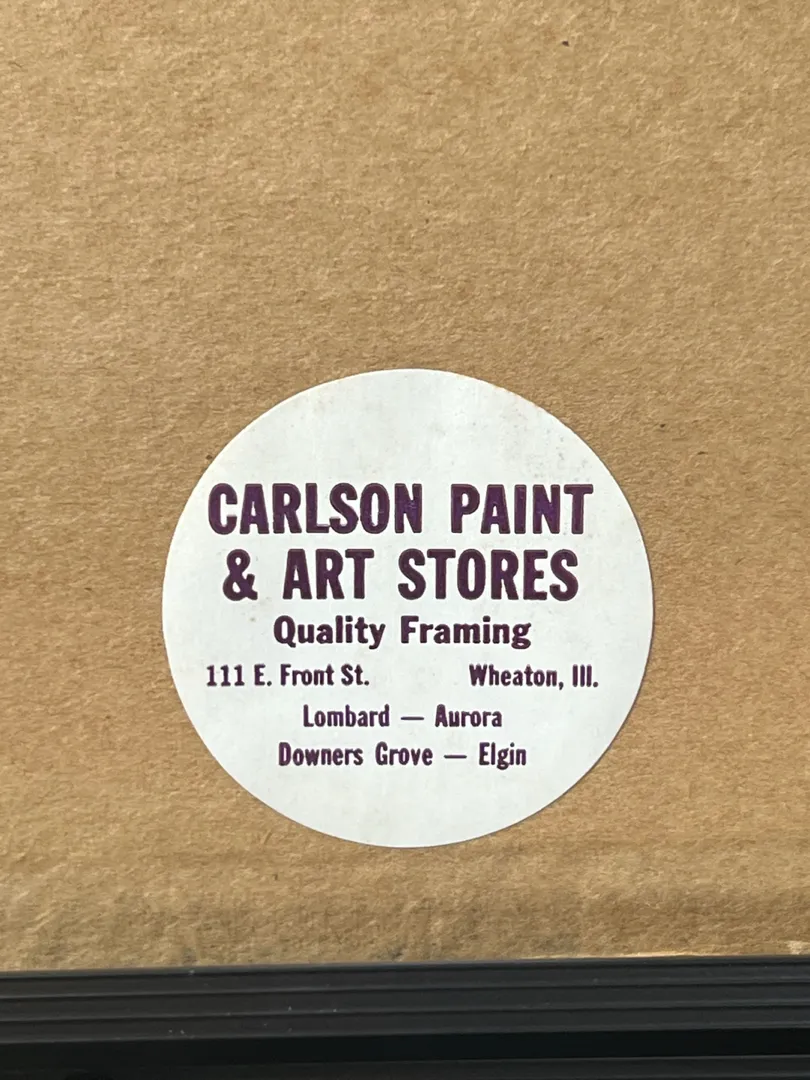 CARLSON PAINT
& ART STORES
Quality Framing
111 E. Front St. Wheaton, Ill.
Lombard — Aurora
Downers Grove — Elgin